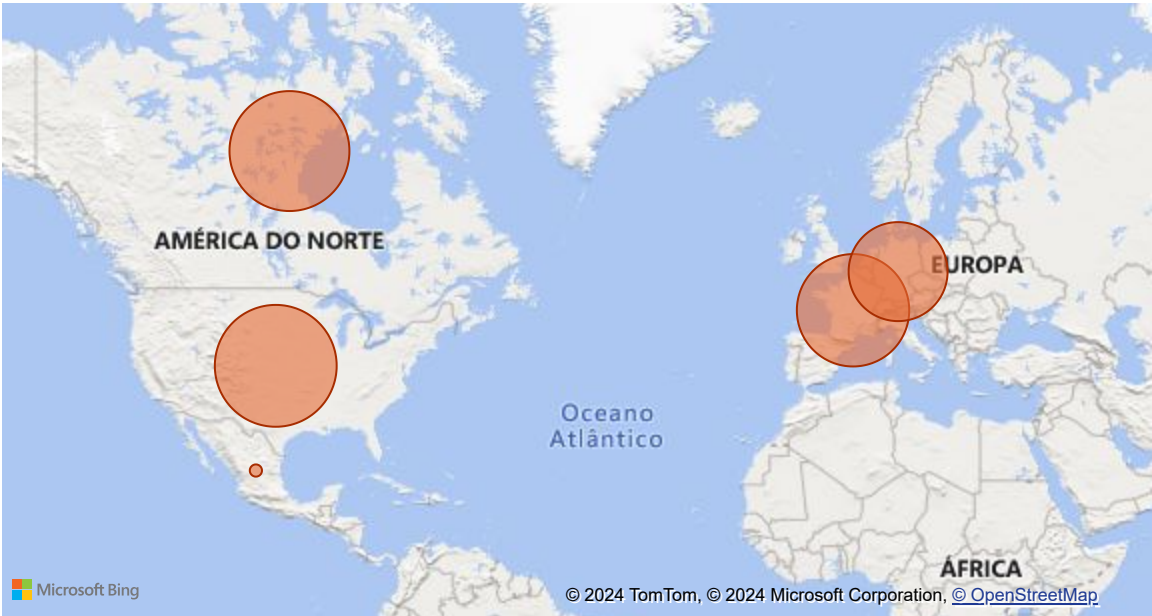 AMÉRICA DO NORTE
EUROPA
Oceano
Atlântico
ÁFRICA
Microsoft Bing
© 2024 TomTom, © 2024 Microsoft Corporation, © OpenStreetMap